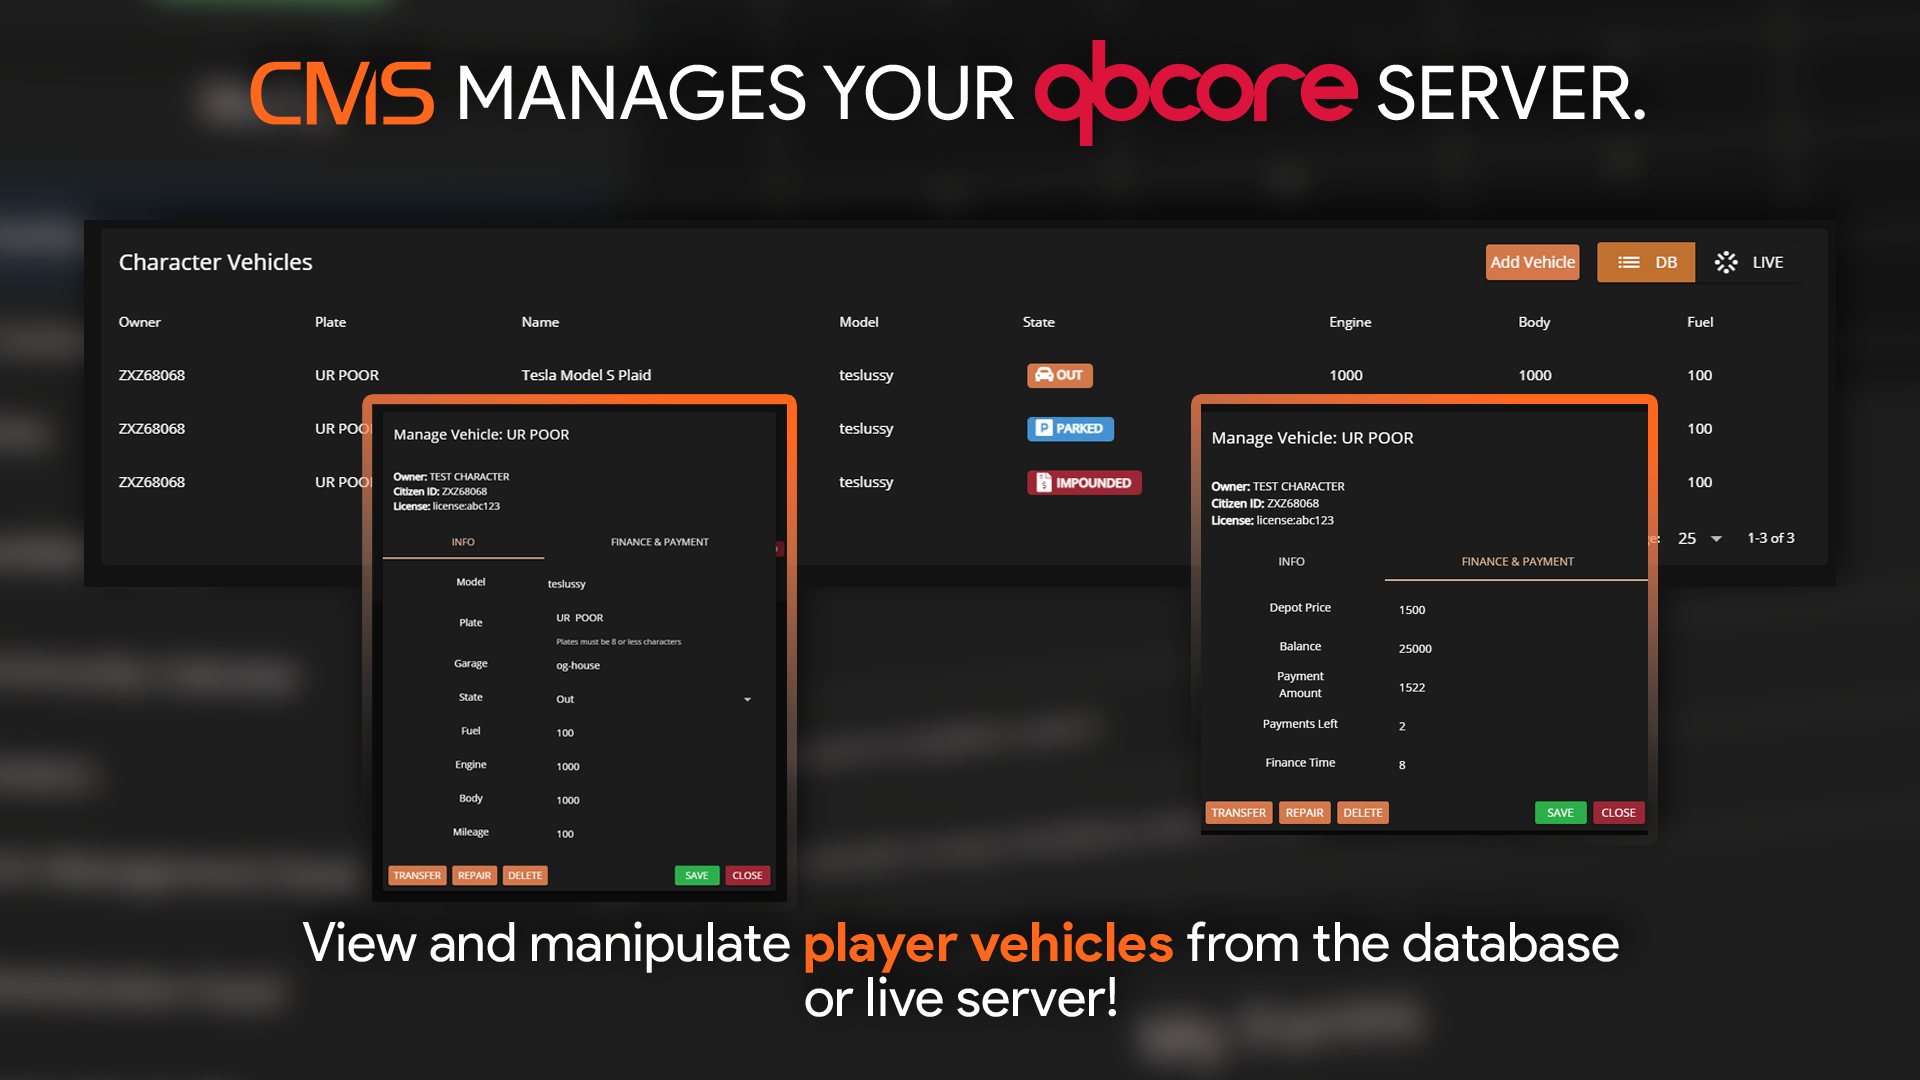 CMS MANAGES YOUR qbcore SERVER.
Character Vehicles
Add Vehicle
DB
LIVE
Owner Plate Name Model State Engine Body Fuel
ZXZ68068 UR POOR Tesla Model S Plaid teslussy OUT 1000 1000 100
ZXZ68068 UR POO teslussy PARKED 100
ZXZ68068 UR POO teslussy IMPOUNDED 100
25 1-3 of 3
Manage Vehicle: UR POOR
Owner: TEST CHARACTER
Citizen ID: ZXZ68068
License: license:abc123
INFO FINANCE & PAYMENT
Model teslussy
Plate UR POOR
Plates must be 8 or less characters
Garage og-house
State Out
Fuel 100
Engine 1000
Body 1000
Mileage 100
TRANSFER REPAIR DELETE SAVE CLOSE
Manage Vehicle: UR POOR
Owner: TEST CHARACTER
Citizen ID: ZXZ68068
License: license:abc123
INFO FINANCE & PAYMENT
Depot Price 1500
Balance 25000
Payment
Amount 1522
Payments Left 2
Finance Time 8
TRANSFER REPAIR DELETE SAVE CLOSE
View and manipulate player vehicles from the database
or live server!